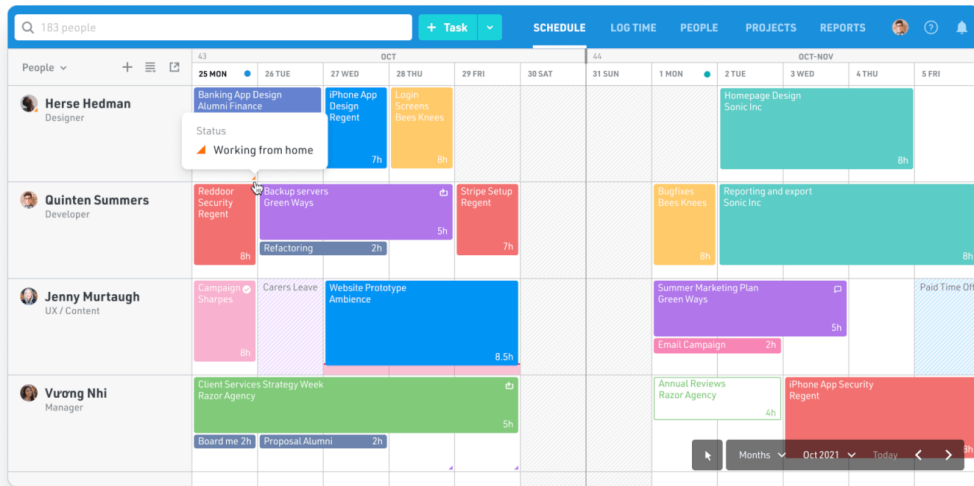 183 people
+ Task
SCHEDULE
LOG TIME
PEOPLE
PROJECTS
REPORTS
?
People
43
OCT
44
OCT-NOV
25 MON
26 TUE
27 WED
28 THU
29 FRI
30 SAT
31 SUN
1 MON
2 TUE
3 WED
4 THU
5 FRI
Herse Hedman
Designer
Banking App Design
Alumni Finance
iPhone App
Design
Regent
7h
Login
Screens
Bees Knees
8h
Homepage Design
Sonic Inc
8h
Status
Working from home
Quinten Summers
Developer
Reddoor
Security
Regent
8h
Backup servers
Green Ways
5h
Refactoring 2h
Stripe Setup
Regent
7h
Bugfixes
Bees Knees
8h
Reporting and export
Sonic Inc
8h
Jenny Murtaugh
UX / Content
Campaign
Sharpes
8h
Carers Leave
Website Prototype
Ambience
8.5h
Summer Marketing Plan
Green Ways
5h
Email Campaign 2h
Paid Time Off
Vương Nhi
Manager
Client Services Strategy Week
Razor Agency
5h
Board me 2h
Proposal Alumni 2h
Annual Reviews
Razor Agency
4h
iPhone App Security
Regent
Months
Oct 2021
Today